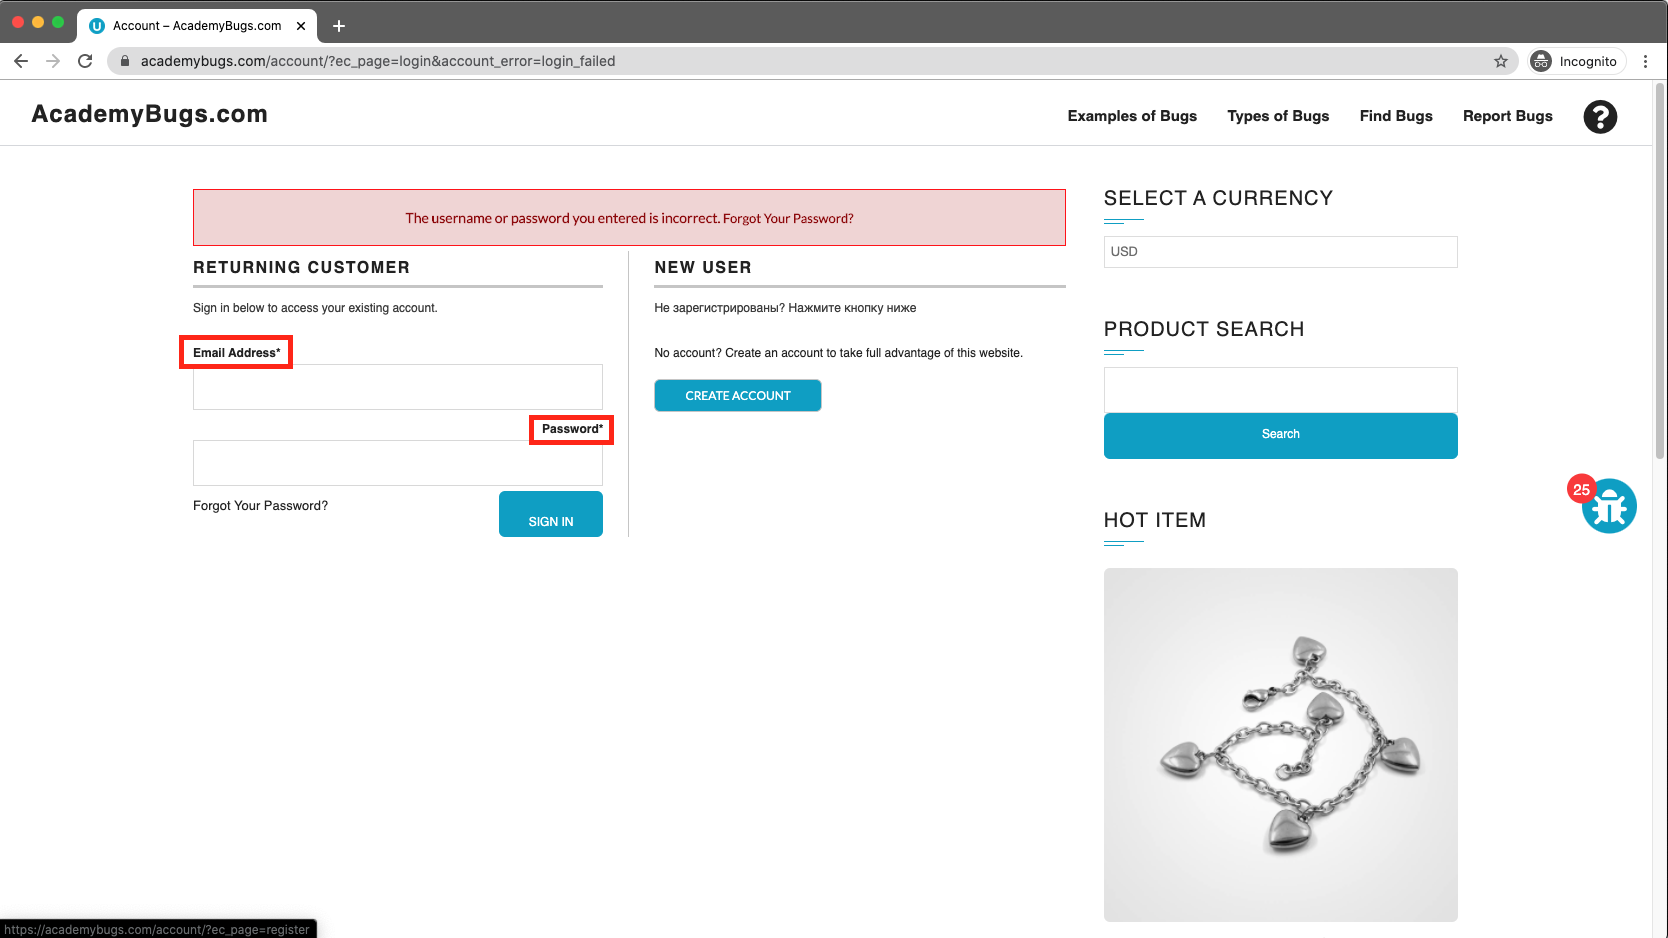 Account – AcademyBugs.com
academybugs.com/account/?ec_page=login&account_error=login_failed
Incognito
AcademyBugs.com
Examples of Bugs
Types of Bugs
Find Bugs
Report Bugs
?
The username or password you entered is incorrect. Forgot Your Password?
RETURNING CUSTOMER
Sign in below to access your existing account.
Email Address*
Password*
Forgot Your Password?
SIGN IN
NEW USER
Не зарегистрированы? Нажмите кнопку ниже
No account? Create an account to take full advantage of this website.
CREATE ACCOUNT
SELECT A CURRENCY
USD
PRODUCT SEARCH
Search
25
HOT ITEM
https://academybugs.com/account/?ec_page=register